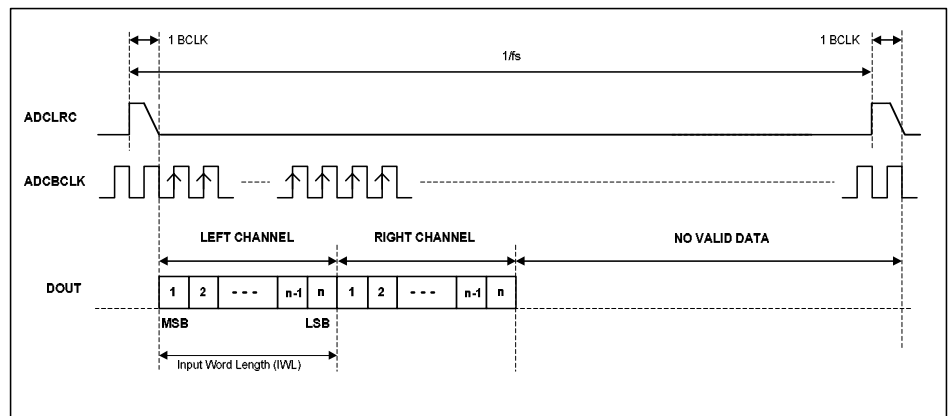 1 BCLK
1 BCLK
1/fs
ADCLRC
ADCBCLK
LEFT CHANNEL
RIGHT CHANNEL
NO VALID DATA
DOUT
1 2 - - - n-1 n 1 2 - - - n-1 n
MSB
LSB
Input Word Length (IWL)